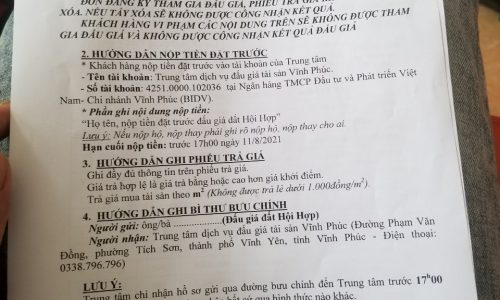 ĐƠN ĐĂNG KÝ THAM GIA ĐẤU GIÁ, PHIẾU TRẢ GIÁ
XÓA. NẾU TẨY XÓA SẼ KHÔNG ĐƯỢC CÔNG NHẬN KẾT QUẢ.
KHÁCH HÀNG VI PHẠM CÁC NỘI DUNG TRÊN SẼ KHÔNG ĐƯỢC THAM
GIA ĐẤU GIÁ VÀ KHÔNG ĐƯỢC CÔNG NHẬN KẾT QUẢ ĐẤU GIÁ
2. HƯỚNG DẪN NỘP TIỀN ĐẶT TRƯỚC
* Khách hàng nộp tiền đặt trước vào tài khoản của Trung tâm
- Tên tài khoản: Trung tâm dịch vụ đấu giá tài sản Vĩnh Phúc.
- Số tài khoản: 4251.0000.102036 tại Ngân hàng TMCP Đầu tư và Phát triển Việt
Nam- Chi nhánh Vĩnh Phúc (BIDV).
* Phần ghi nội dung nộp tiền:
“Họ tên, nộp tiền đặt trước đấu giá đất Hội Hợp”
Lưu ý: Nếu nộp hộ, nộp thay phải ghi rõ nộp hộ, nộp thay cho ai.
Hạn cuối nộp tiền: trước 17h00 ngày 11/8/2021
3. HƯỚNG DẪN GHI PHIẾU TRẢ GIÁ
Ghi đầy đủ thông tin trên phiếu trả giá.
Giá trả hợp lệ là giá trả bằng hoặc cao hơn giá khởi điểm.
Trả giá mua tài sản theo m² (Không được trả lẻ dưới 1.000đồng/m²).
4. HƯỚNG DẪN GHI BÌ THƯ BƯU CHÍNH
Người gửi: ông/bà ..................(Đấu giá đất Hội Hợp)
Người nhận: Trung tâm dịch vụ đấu giá tài sản Vĩnh Phúc (Đường Phạm Văn
Đồng, phường Tích Sơn, thành phố Vĩnh Yên, tỉnh Vĩnh Phúc - Điện thoại:
0338.796.796)
LƯU Ý:
Trung tâm chỉ nhận hồ sơ gửi qua đường bưu chính đến Trung tâm trước 17h00
qua hình thức nào khác.